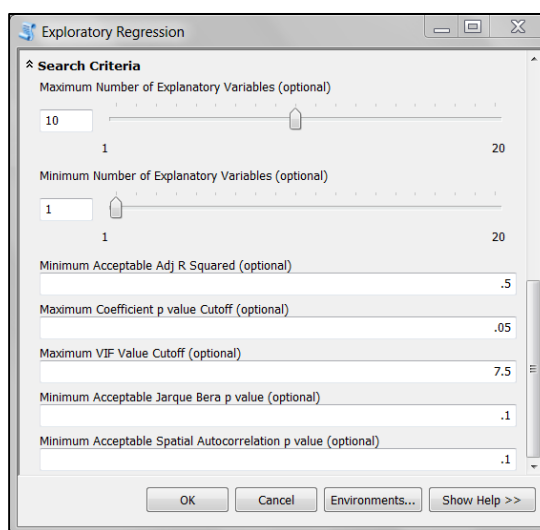 Exploratory Regression
Search Criteria
Maximum Number of Explanatory Variables (optional)
10
1 20
Minimum Number of Explanatory Variables (optional)
1
1 20
Minimum Acceptable Adj R Squared (optional)
.5
Maximum Coefficient p value Cutoff (optional)
.05
Maximum VIF Value Cutoff (optional)
7.5
Minimum Acceptable Jarque Bera p value (optional)
.1
Minimum Acceptable Spatial Autocorrelation p value (optional)
.1
OK Cancel Environments... Show Help >>